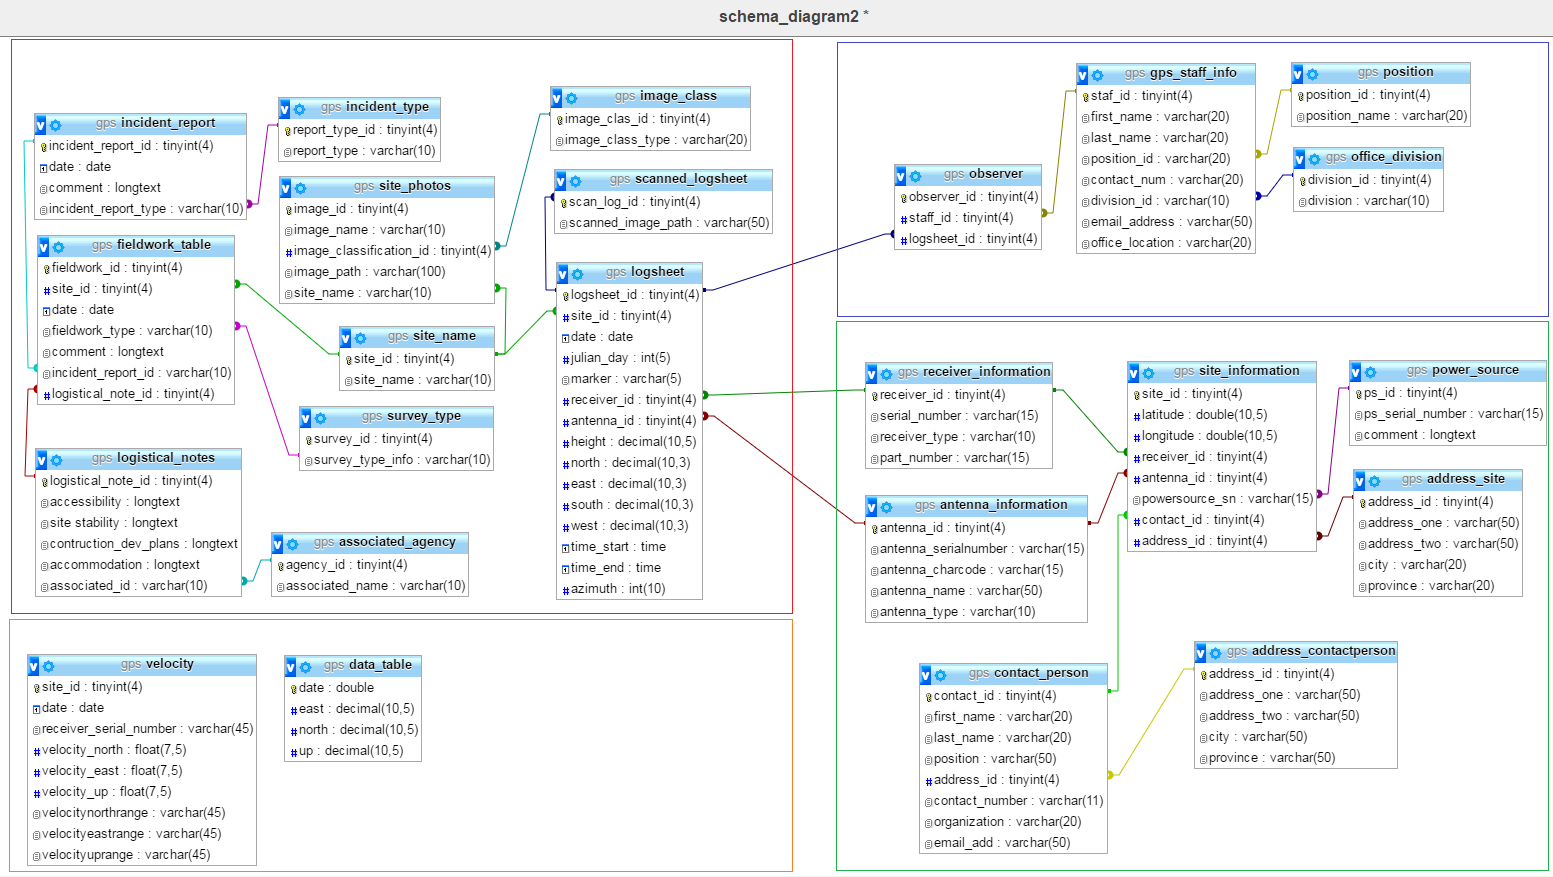 schema_diagram2 *
gps incident_report
incident_report_id : tinyint(4)
date : date
comment : longtext
incident_report_type : varchar(10)
gps incident_type
report_type_id : tinyint(4)
report_type : varchar(10)
gps image_class
image_clas_id : tinyint(4)
image_class_type : varchar(20)
gps site_photos
image_id : tinyint(4)
image_name : varchar(10)
image_classification_id : tinyint(4)
image_path : varchar(100)
site_name : varchar(10)
gps scanned_logsheet
scan_log_id : tinyint(4)
scanned_image_path : varchar(50)
gps fieldwork_table
fieldwork_id : tinyint(4)
site_id : tinyint(4)
date : date
fieldwork_type : varchar(10)
comment : longtext
incident_report_id : varchar(10)
logistical_note_id : tinyint(4)
gps site_name
site_id : tinyint(4)
site_name : varchar(10)
gps logsheet
logsheet_id : tinyint(4)
site_id : tinyint(4)
date : date
julian_day : int(5)
marker : varchar(5)
receiver_id : tinyint(4)
antenna_id : tinyint(4)
height : decimal(10,5)
north : decimal(10,3)
east : decimal(10,3)
south : decimal(10,3)
west : decimal(10,3)
time_start : time
time_end : time
azimuth : int(10)
gps survey_type
survey_id : tinyint(4)
survey_type_info : varchar(10)
gps logistical_notes
logistical_note_id : tinyint(4)
accessibility : longtext
site stability : longtext
contruction_dev_plans : longtext
accommodation : longtext
associated_id : varchar(10)
gps associated_agency
agency_id : tinyint(4)
associated_name : varchar(10)
gps velocity
site_id : tinyint(4)
date : date
receiver_serial_number : varchar(45)
velocity_north : float(7,5)
velocity_east : float(7,5)
velocity_up : float(7,5)
velocitynorthrange : varchar(45)
velocityeastrange : varchar(45)
velocityuprange : varchar(45)
gps data_table
date : double
east : decimal(10,5)
north : decimal(10,5)
up : decimal(10,5)
gps observer
observer_id : tinyint(4)
staff_id : tinyint(4)
logsheet_id : tinyint(4)
gps gps_staff_info
staf_id : tinyint(4)
first_name : varchar(20)
last_name : varchar(20)
position_id : varchar(20)
contact_num : varchar(20)
division_id : varchar(10)
email_address : varchar(50)
office_location : varchar(20)
gps position
position_id : tinyint(4)
position_name : varchar(20)
gps office_division
division_id : tinyint(4)
division : varchar(10)
gps receiver_information
receiver_id : tinyint(4)
serial_number : varchar(15)
receiver_type : varchar(10)
part_number : varchar(15)
gps site_information
site_id : tinyint(4)
latitude : double(10,5)
longitude : double(10,5)
receiver_id : tinyint(4)
antenna_id : tinyint(4)
powersource_sn : varchar(15)
contact_id : tinyint(4)
address_id : tinyint(4)
gps power_source
ps_id : tinyint(4)
ps_serial_number : varchar(15)
comment : longtext
gps address_site
address_id : tinyint(4)
address_one : varchar(50)
address_two : varchar(50)
city : varchar(20)
province : varchar(20)
gps antenna_information
antenna_id : tinyint(4)
antenna_serialnumber : varchar(15)
antenna_charcode : varchar(15)
antenna_name : varchar(50)
antenna_type : varchar(10)
gps contact_person
contact_id : tinyint(4)
first_name : varchar(20)
last_name : varchar(20)
position : varchar(50)
address_id : tinyint(4)
contact_number : varchar(11)
organization : varchar(20)
email_add : varchar(50)
gps address_contactperson
address_id : tinyint(4)
address_one : varchar(50)
address_two : varchar(50)
city : varchar(50)
province : varchar(50)